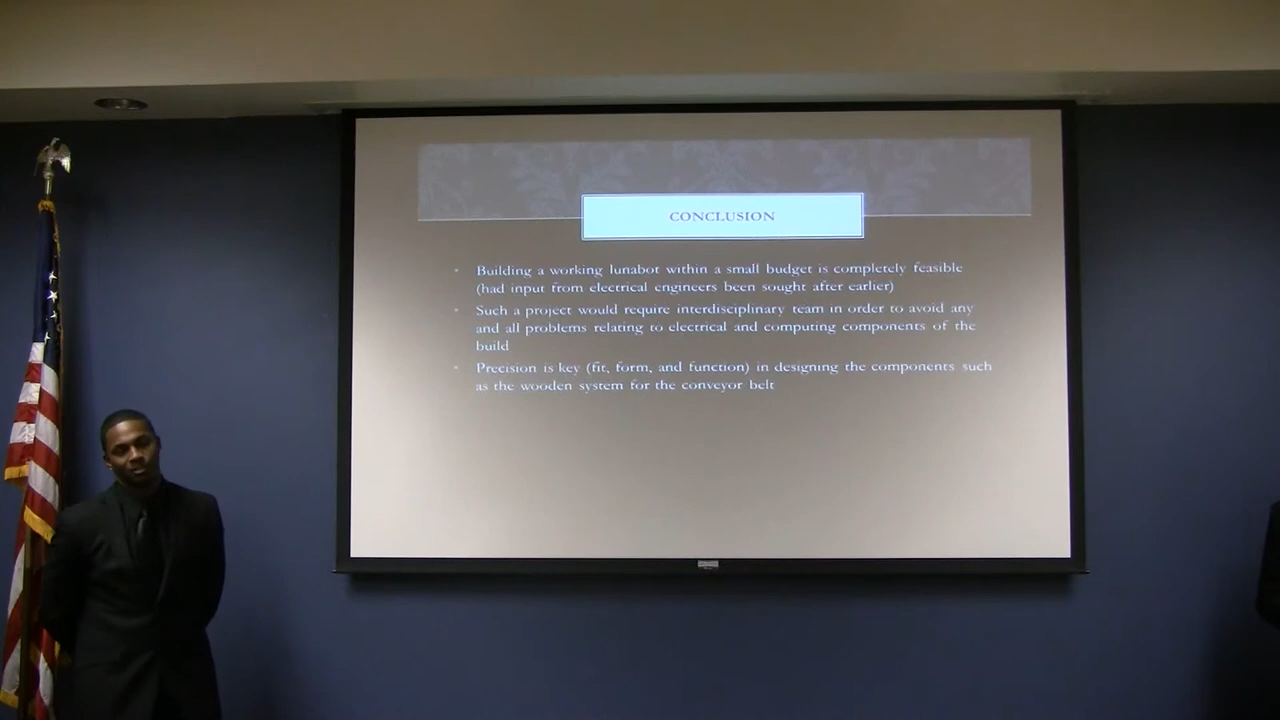 CONCLUSION
Building a working lunabot within a small budget is completely feasible
(had input from electrical engineers been sought after earlier)
Such a project would require interdisciplinary team in order to avoid any
and all problems relating to electrical and computing components of the
build
Precision is key (fit, form, and function) in designing the components such
as the wooden system for the conveyor belt